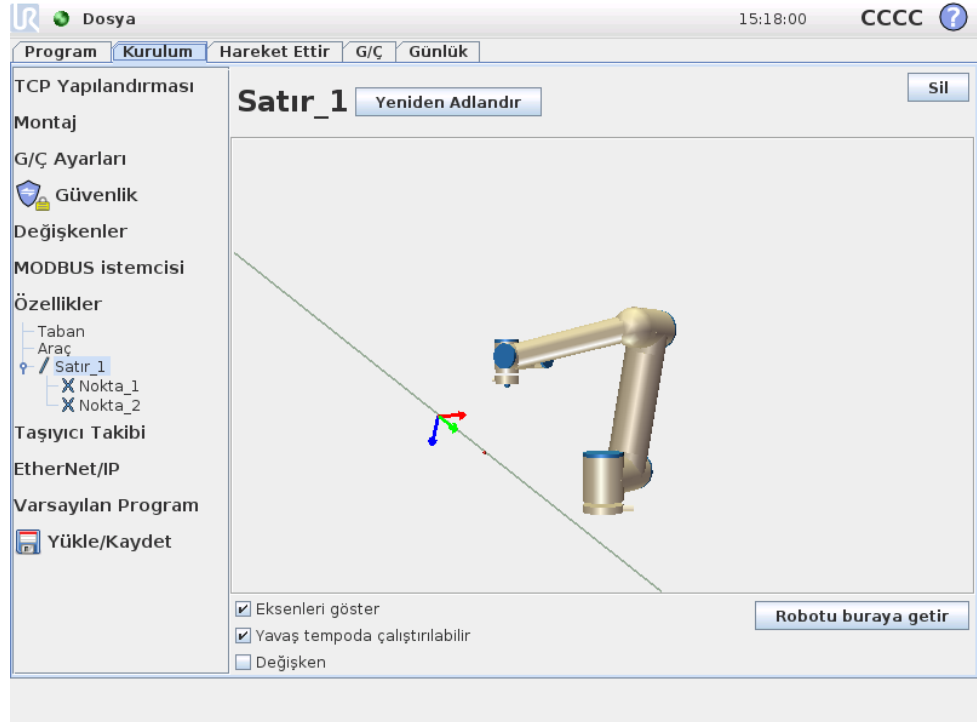 UR Dosya 15:18:00 CCCC ?
Program Kurulum Hareket Ettir G/Ç Günlük
TCP Yapılandırması
Montaj
G/Ç Ayarları
Güvenlik
Değişkenler
MODBUS istemcisi
Özellikler
Taban
Araç
Satır_1
Nokta_1
Nokta_2
Taşıyıcı Takibi
EtherNet/IP
Varsayılan Program
Yükle/Kaydet
Satır_1 Yeniden Adlandır Sil
Eksenleri göster
Yavaş tempoda çalıştırılabilir
Değişken
Robotu buraya getir